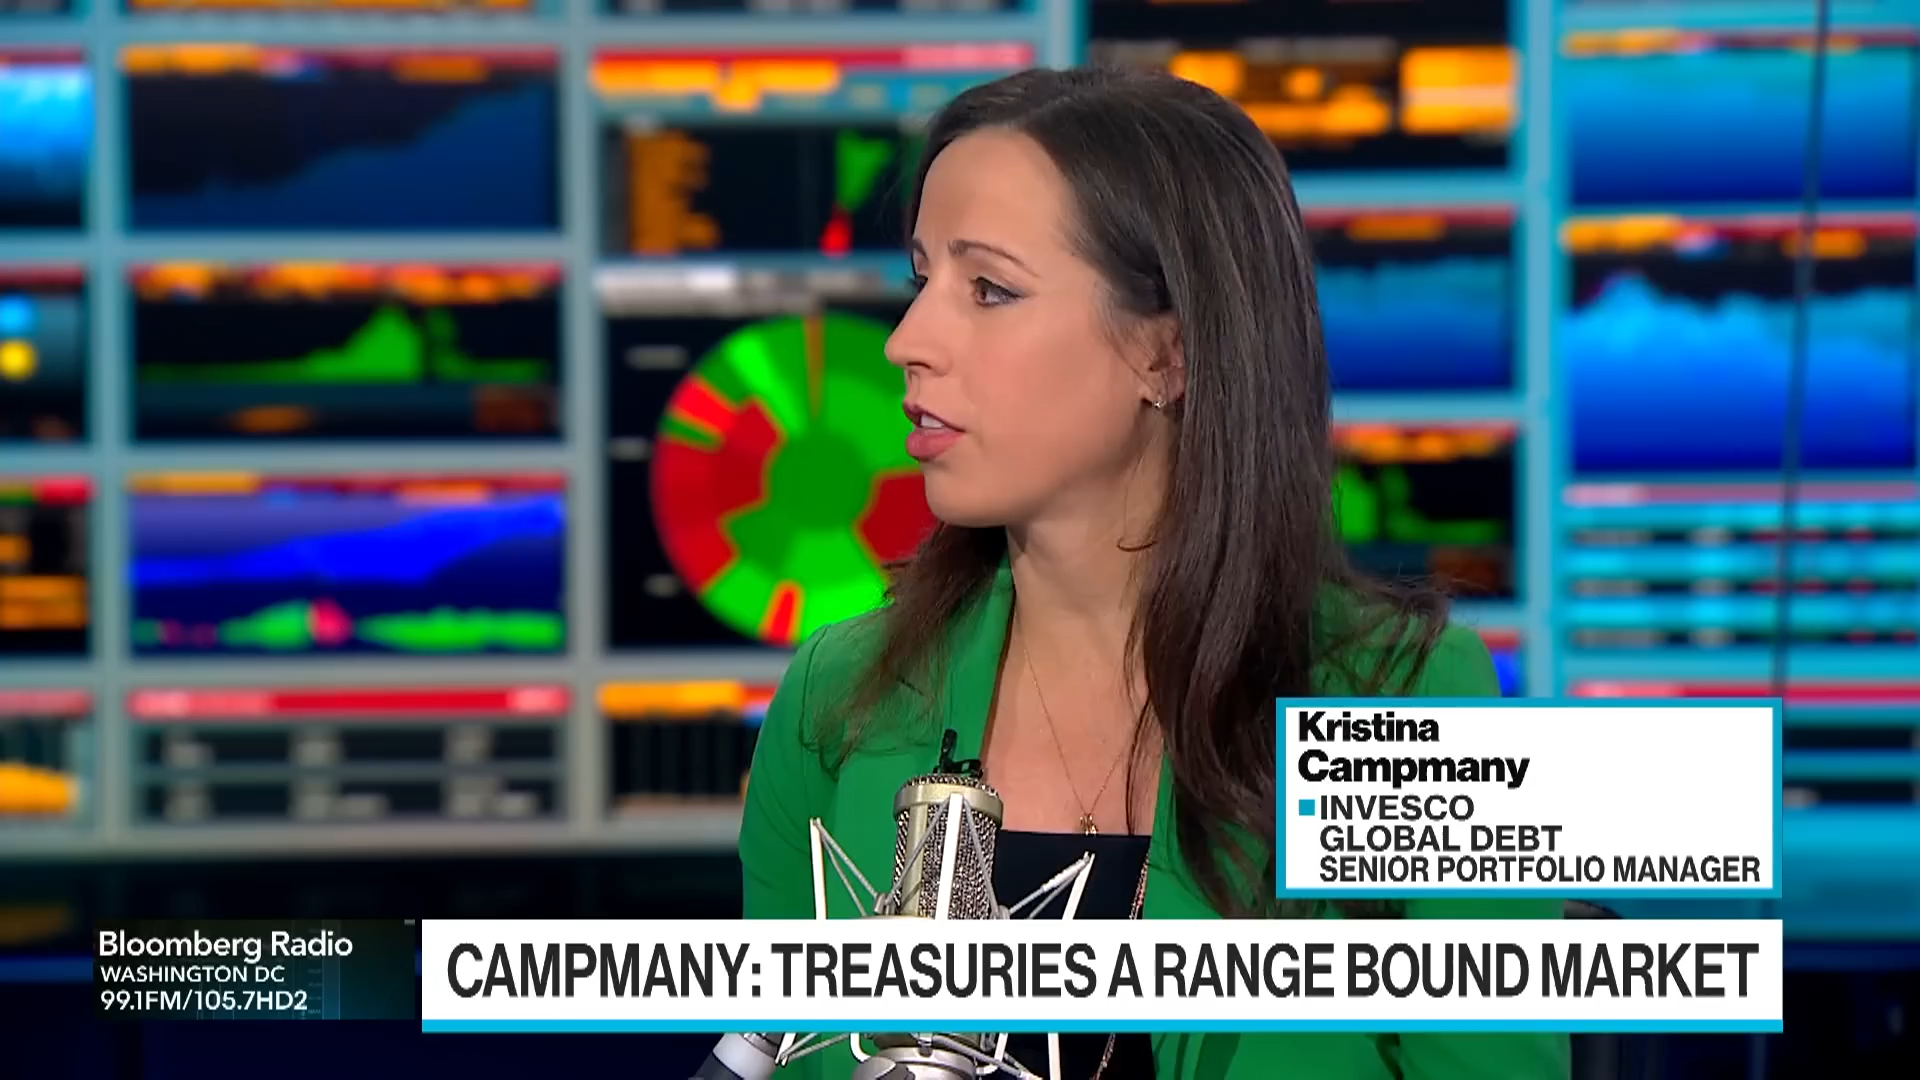 Kristina
Campmany
INVESCO
GLOBAL DEBT
SENIOR PORTFOLIO MANAGER
Bloomberg Radio
WASHINGTON DC
99.1FM/105.7HD2
CAMPMANY: TREASURIES A RANGE BOUND MARKET